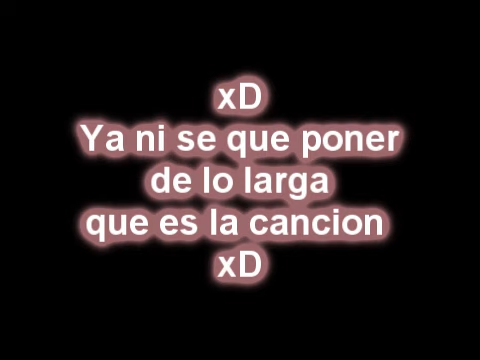 xD
Ya ni se que poner
de lo larga
que es la cancion
xD